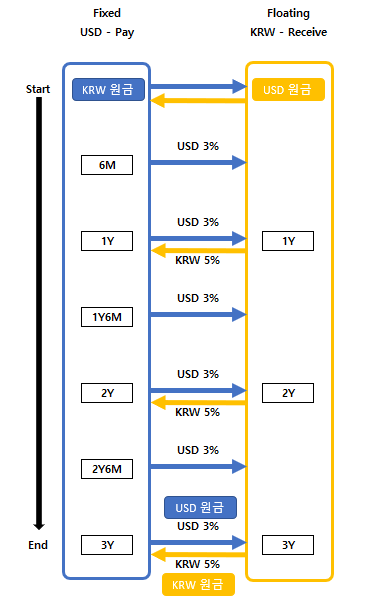 Fixed
USD - Pay
Floating
KRW - Receive
Start
KRW 원금
USD 원금
USD 3%
6M
USD 3%
1Y
1Y
KRW 5%
USD 3%
1Y6M
USD 3%
2Y
2Y
KRW 5%
USD 3%
2Y6M
USD 원금
USD 3%
End
3Y
3Y
KRW 5%
KRW 원금